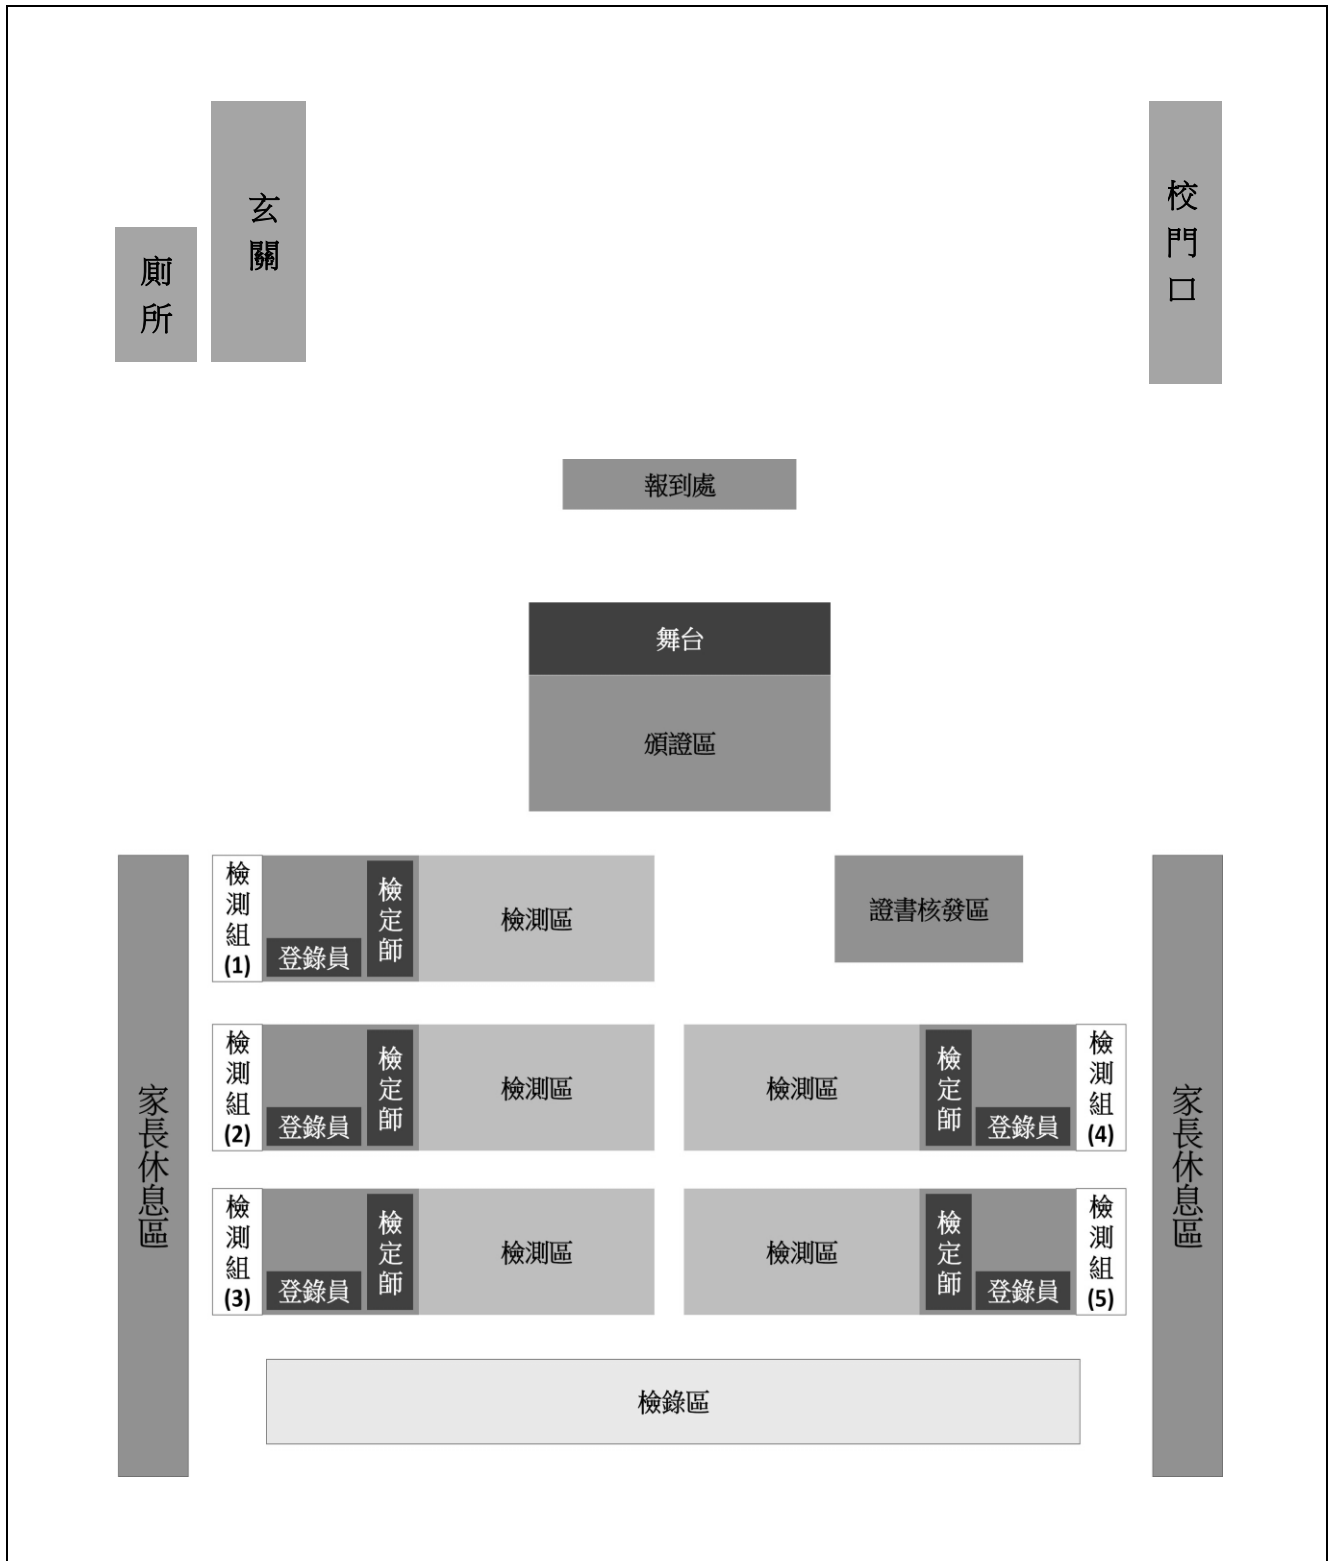 玄關
校門口
廁所
報到處
舞台
頒證區
家長休息區
檢測組(1)
登錄員
檢定師
檢測區
證書核發區
檢測組(2)
登錄員
檢定師
檢測區
檢測區
檢定師
登錄員
檢測組(4)
檢測組(3)
登錄員
檢定師
檢測區
檢測區
檢定師
登錄員
檢測組(5)
家長休息區
檢錄區